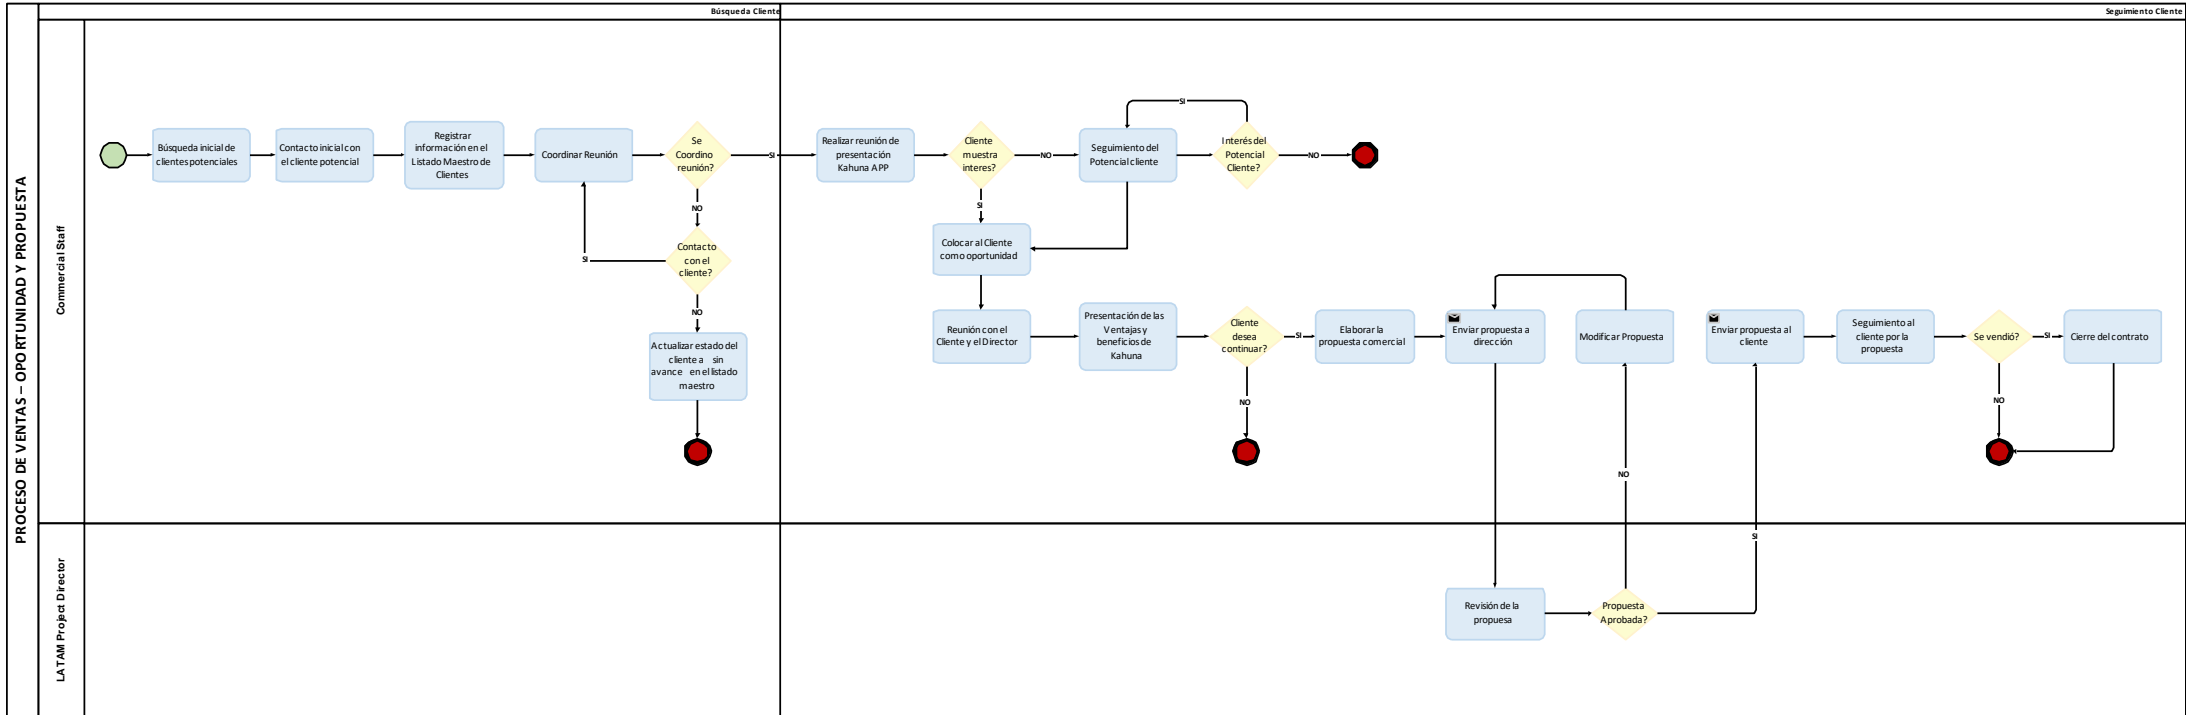 Búsqueda Cliente
Seguimiento Cliente
PROCESO DE VENTAS – OPORTUNIDAD Y PROPUESTA
Commercial Staff
Búsqueda inicial de
clientes potenciales
Contacto inicial con
el cliente potencial
Registrar
información en el
Listado Maestro de
Clientes
Coordinar Reunión
Se
Coordino
reunión?
SI
NO
Contacto
con el
cliente?
SI
NO
Actualizar estado del
cliente a sin
avance en el listado
maestro
Realizar reunión de
presentación
Kahuna APP
Cliente
muestra
interes?
NO
SI
Seguimiento del
Potencial cliente
SI
Interés del
Potencial
Cliente?
NO
Colocar al Cliente
como oportunidad
Reunión con el
Cliente y el Director
Presentación de las
Ventajas y
beneficios de
Kahuna
Cliente
desea
continuar?
SI
NO
Elaborar la
propuesta comercial
Enviar propuesta a
dirección
Modificar Propuesta
NO
Enviar propuesta al
cliente
SI
Seguimiento al
cliente por la
propuesta
Se vendió?
SI
NO
Cierre del contrato
LATAM Project Director
Revisión de la
propuesa
Propuesta
Aprobada?